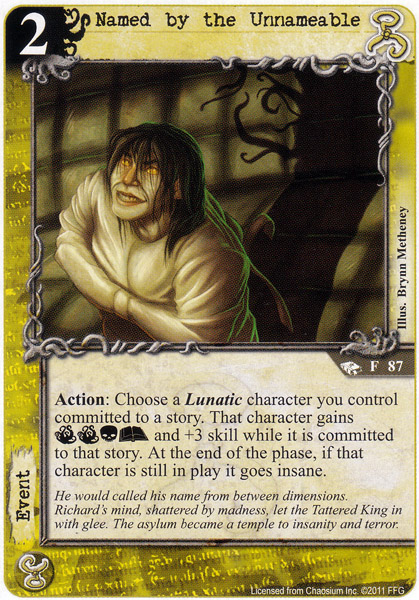 2 Named by the Unnameable
Illus. Brynn Metheney
F 87
Action: Choose a Lunatic character you control
committed to a story. That character gains
and +3 skill while it is committed
to that story. At the end of the phase, if that
character is still in play it goes insane.
He would called his name from between dimensions.
Richard's mind, shattered by madness, let the Tattered King in
with glee. The asylum became a temple to insanity and terror.
Event
Licensed from Chaosium Inc. ©2011 FFG